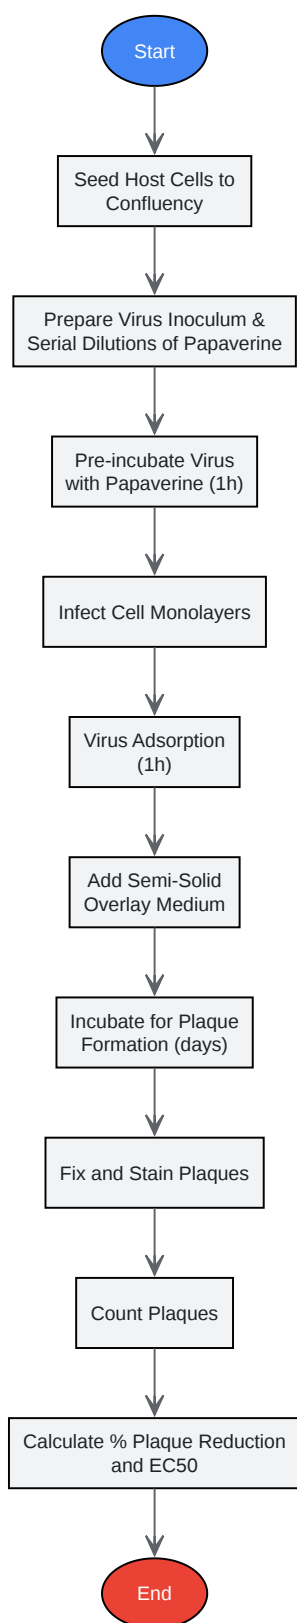 Start
Seed Host Cells to
Confluency
Prepare Virus Inoculum &
Serial Dilutions of Papaverine
Pre-incubate Virus
with Papaverine (1h)
Infect Cell Monolayers
Virus Adsorption
(1h)
Add Semi-Solid
Overlay Medium
Incubate for Plaque
Formation (days)
Fix and Stain Plaques
Count Plaques
Calculate % Plaque Reduction
and EC50
End